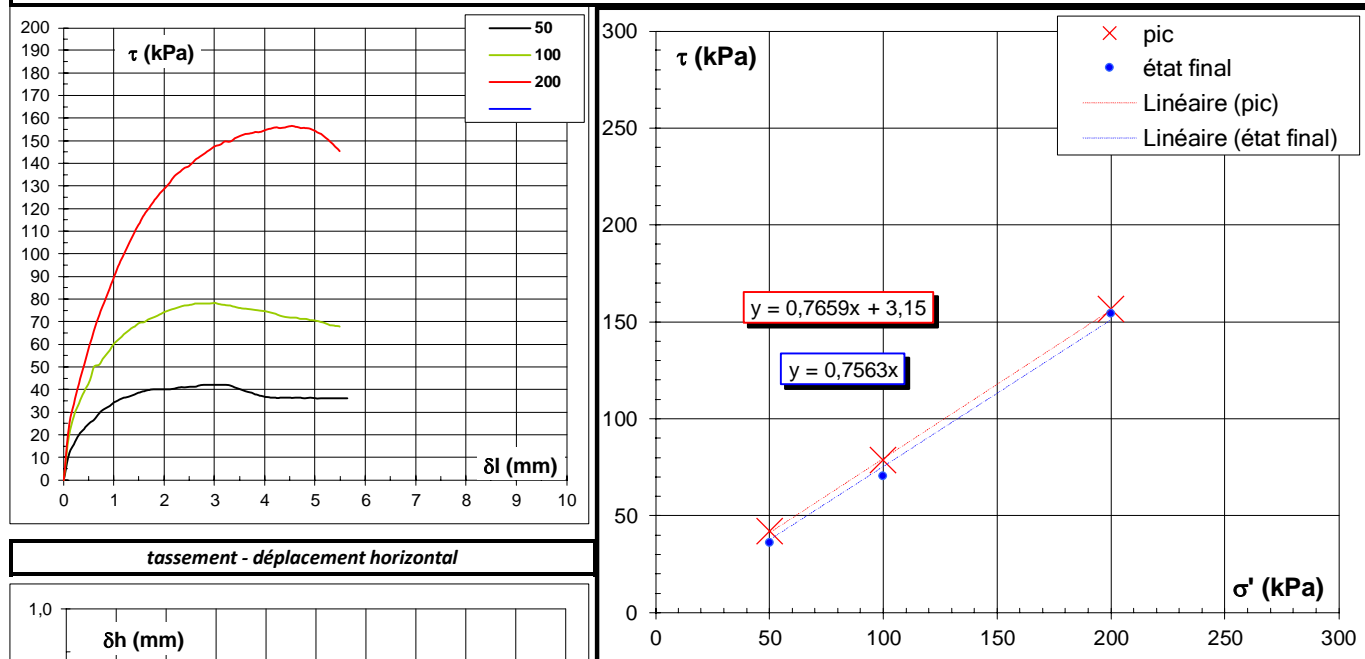 τ (kPa)
50
100
200
200
190
180
170
160
150
140
130
120
110
100
90
80
70
60
50
40
30
20
10
0
0 1 2 3 4 5 6 7 8 9 10
δl (mm)
tassement - déplacement horizontal
1,0
δh (mm)
τ (kPa)
pic
état final
Linéaire (pic)
Linéaire (état final)
300
250
200
150
100
50
0
y = 0,7659x + 3,15
y = 0,7563x
σ' (kPa)
0 50 100 150 200 250 300